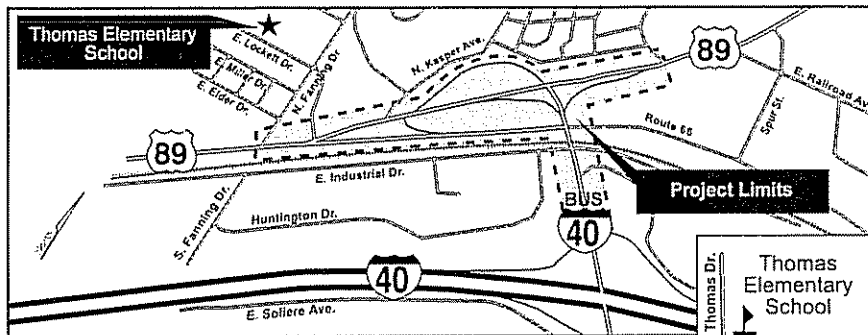 Thomas Elementary
School
E. Lockett Dr.
E. Miller Dr.
E. Elder Dr.
N. Fanning Dr.
N. Kasper Ave.
89
E. Railroad Av
Spur St.
Route 66
89
E. Industrial Dr.
Project Limits
S. Fanning Dr.
Huntington Dr.
BUS
40
40
E. Soliere Ave.
Thomas Dr.
Thomas
Elementary
School